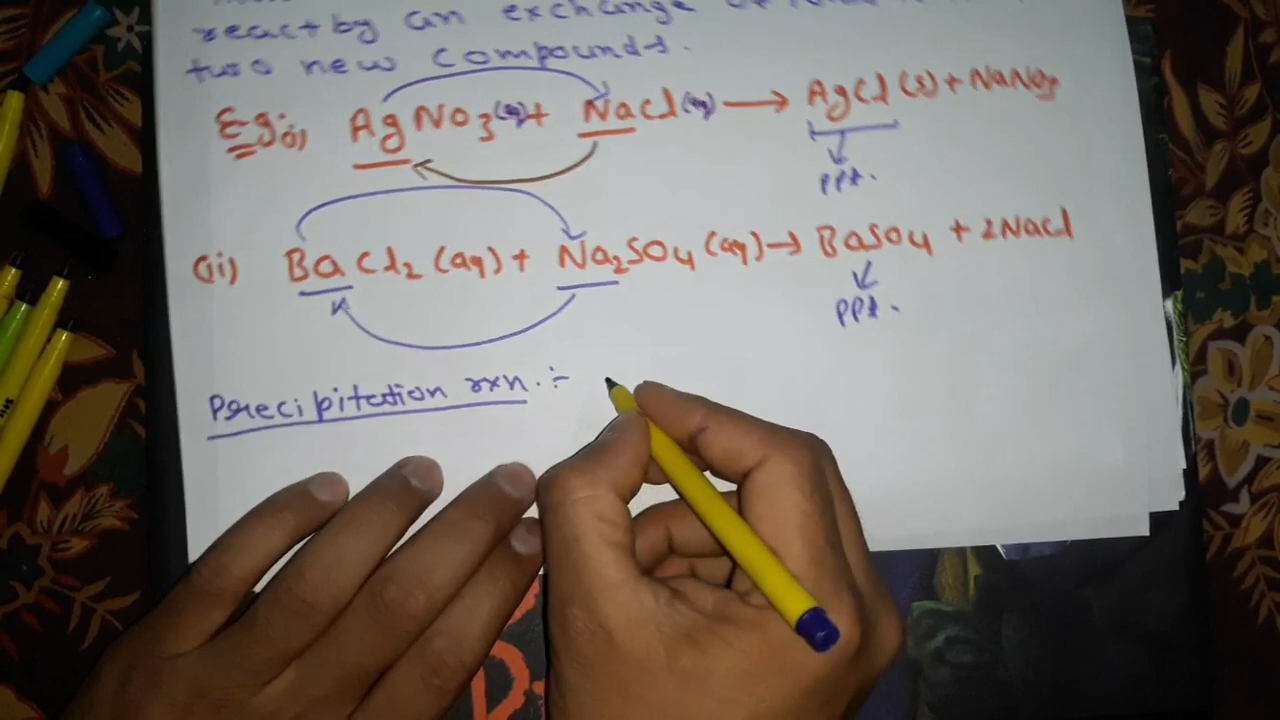 react by an exchange of
two new compounds.
Eg:(i) AgNO3(aq) + NaCl(aq) → AgCl(s) + NaNO3
ppt.
(ii) BaCl2 (aq) + Na2SO4 (aq) → BaSO4 + 2NaCl
ppt.
Precipitation rxn. :-